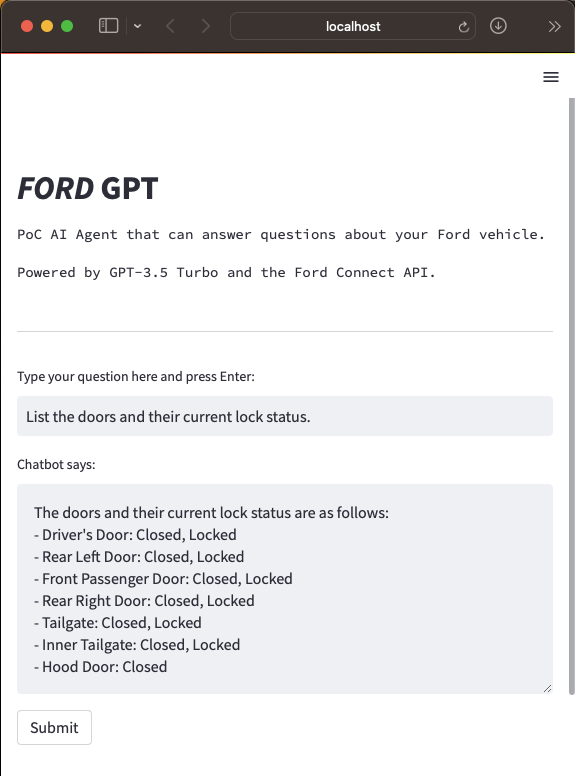 localhost
FORD GPT
PoC AI Agent that can answer questions about your Ford vehicle.
Powered by GPT-3.5 Turbo and the Ford Connect API.
Type your question here and press Enter:
List the doors and their current lock status.
Chatbot says:
The doors and their current lock status are as follows:
- Driver's Door: Closed, Locked
- Rear Left Door: Closed, Locked
- Front Passenger Door: Closed, Locked
- Rear Right Door: Closed, Locked
- Tailgate: Closed, Locked
- Inner Tailgate: Closed, Locked
- Hood Door: Closed
Submit